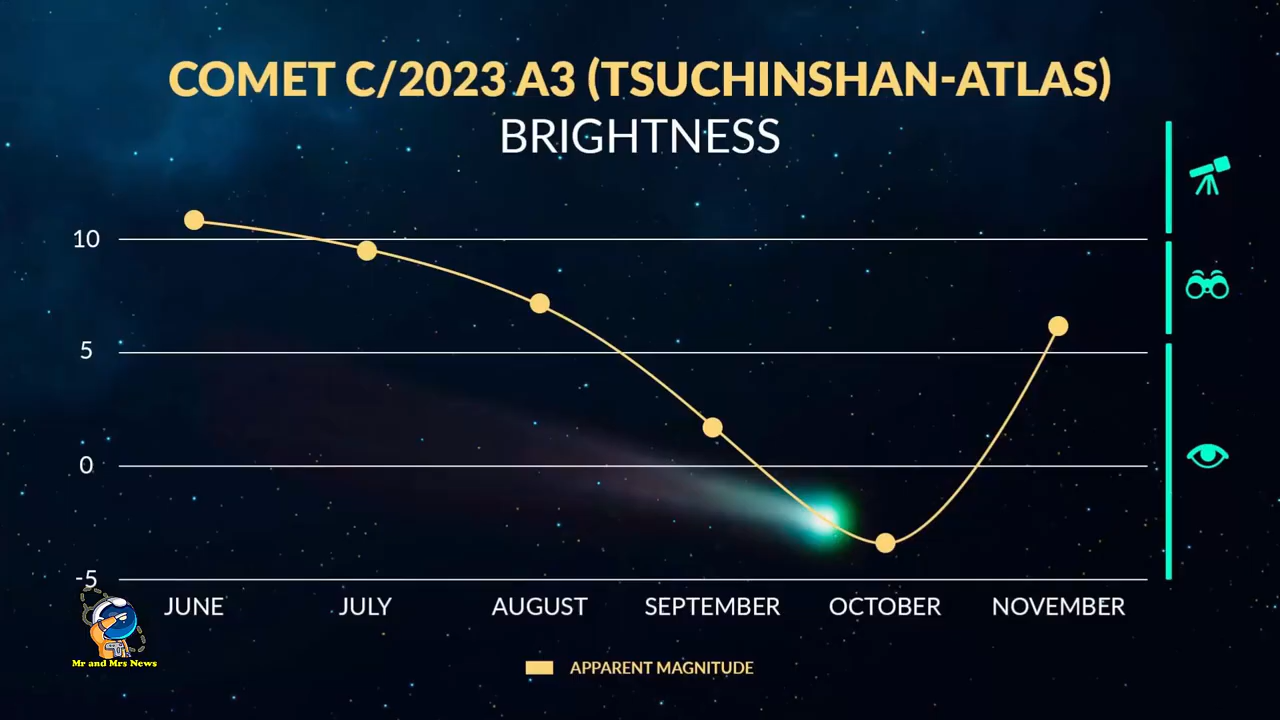 COMET C/2023 A3 (TSUCHINSHAN-ATLAS)
BRIGHTNESS
10
5
0
-5
JUNE JULY AUGUST SEPTEMBER OCTOBER NOVEMBER
Mr and Mrs News
APPARENT MAGNITUDE